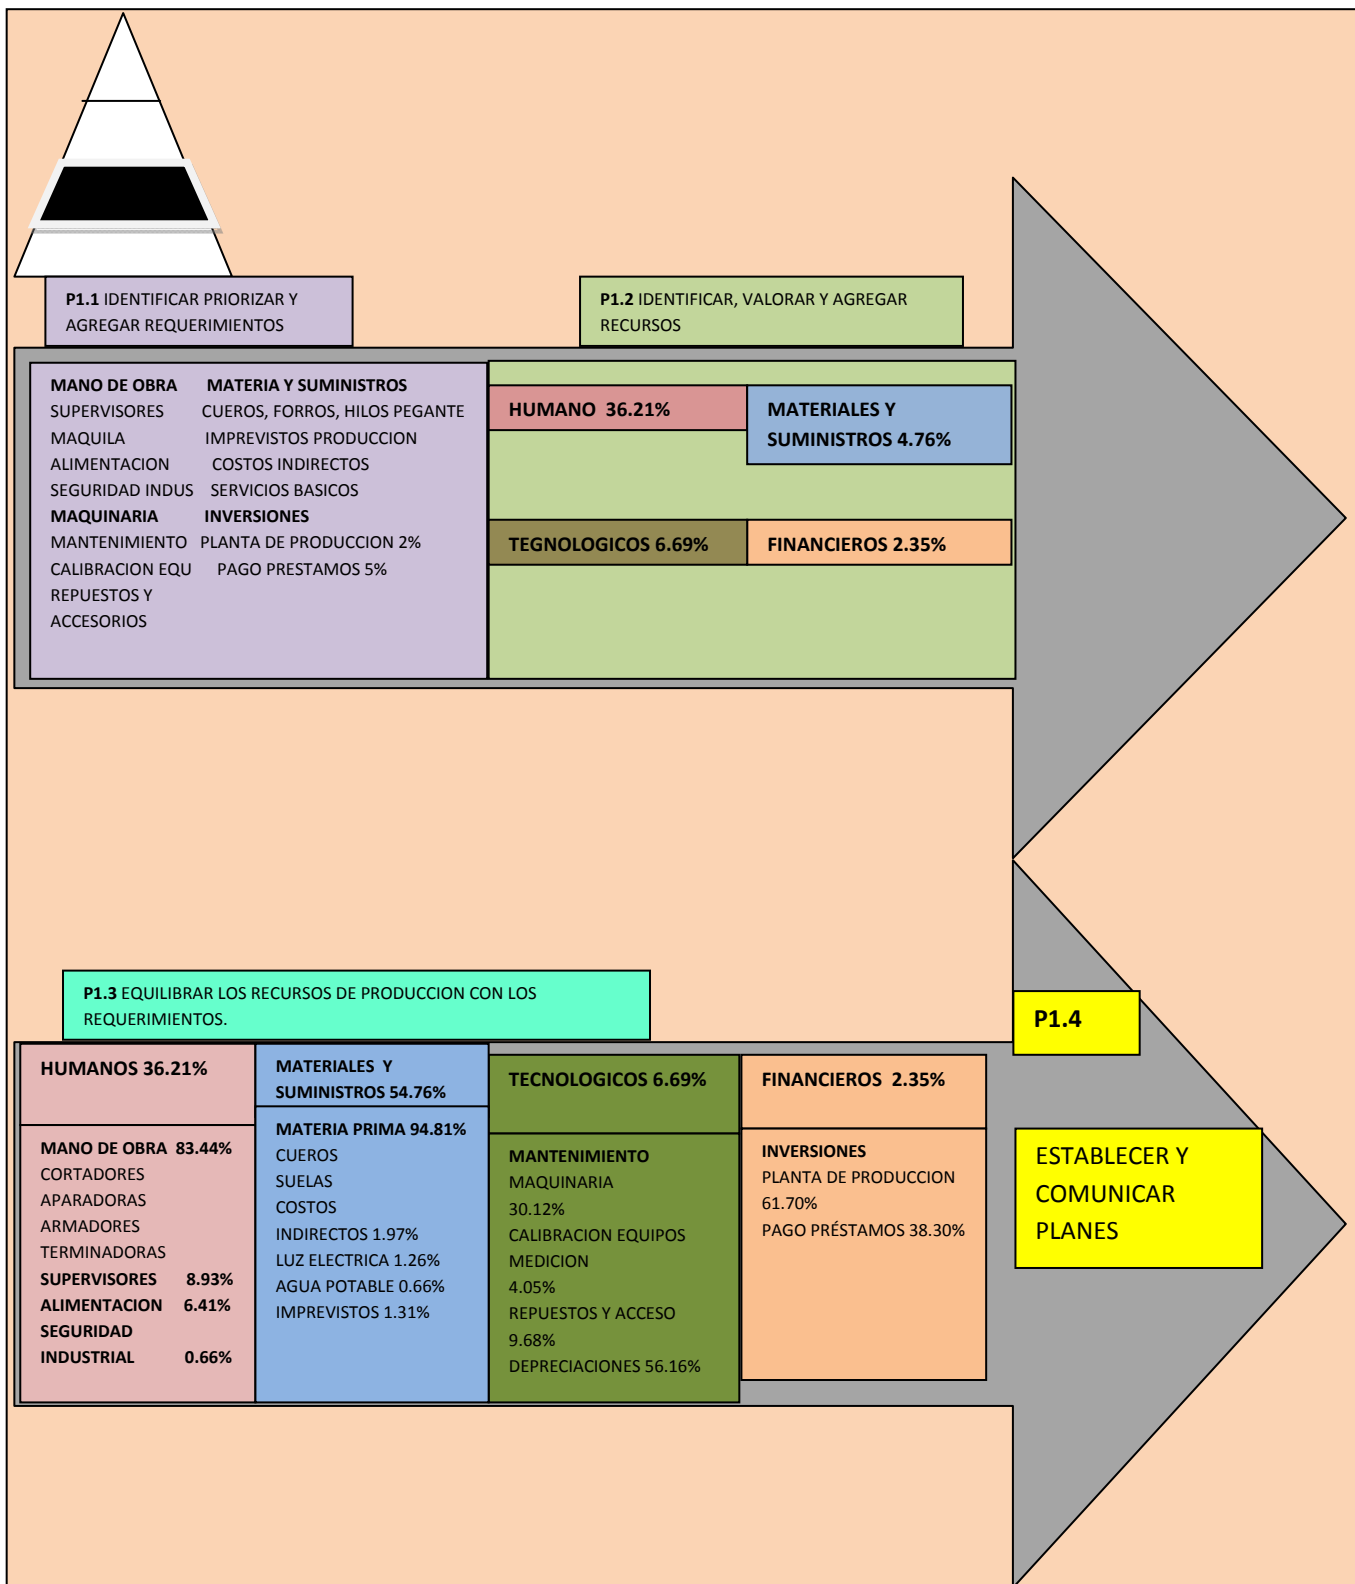 P1.1 IDENTIFICAR PRIORIZAR Y
AGREGAR REQUERIMIENTOS
P1.2 IDENTIFICAR, VALORAR Y AGREGAR
RECURSOS
MANO DE OBRA MATERIA Y SUMINISTROS
SUPERVISORES CUEROS, FORROS, HILOS PEGANTE
MAQUILA IMPREVISTOS PRODUCCION
ALIMENTACION COSTOS INDIRECTOS
SEGURIDAD INDUS SERVICIOS BASICOS
MAQUINARIA INVERSIONES
MANTENIMIENTO PLANTA DE PRODUCCION 2%
CALIBRACION EQU PAGO PRESTAMOS 5%
REPUESTOS Y
ACCESORIOS
HUMANO 36.21%
MATERIALES Y
SUMINISTROS 4.76%
TEGNOLOGICOS 6.69%
FINANCIEROS 2.35%
P1.3 EQUILIBRAR LOS RECURSOS DE PRODUCCION CON LOS
REQUERIMIENTOS.
HUMANOS 36.21%
MANO DE OBRA 83.44%
CORTADORES
APARADORAS
ARMADORES
TERMINADORAS
SUPERVISORES 8.93%
ALIMENTACION 6.41%
SEGURIDAD
INDUSTRIAL 0.66%
MATERIALES Y
SUMINISTROS 54.76%
MATERIA PRIMA 94.81%
CUEROS
SUELAS
COSTOS
INDIRECTOS 1.97%
LUZ ELECTRICA 1.26%
AGUA POTABLE 0.66%
IMPREVISTOS 1.31%
TECNOLOGICOS 6.69%
MANTENIMIENTO
MAQUINARIA
30.12%
CALIBRACION EQUIPOS
MEDICION
4.05%
REPUESTOS Y ACCESO
9.68%
DEPRECIACIONES 56.16%
FINANCIEROS 2.35%
INVERSIONES
PLANTA DE PRODUCCION
61.70%
PAGO PRÉSTAMOS 38.30%
P1.4
ESTABLECER Y
COMUNICAR
PLANES